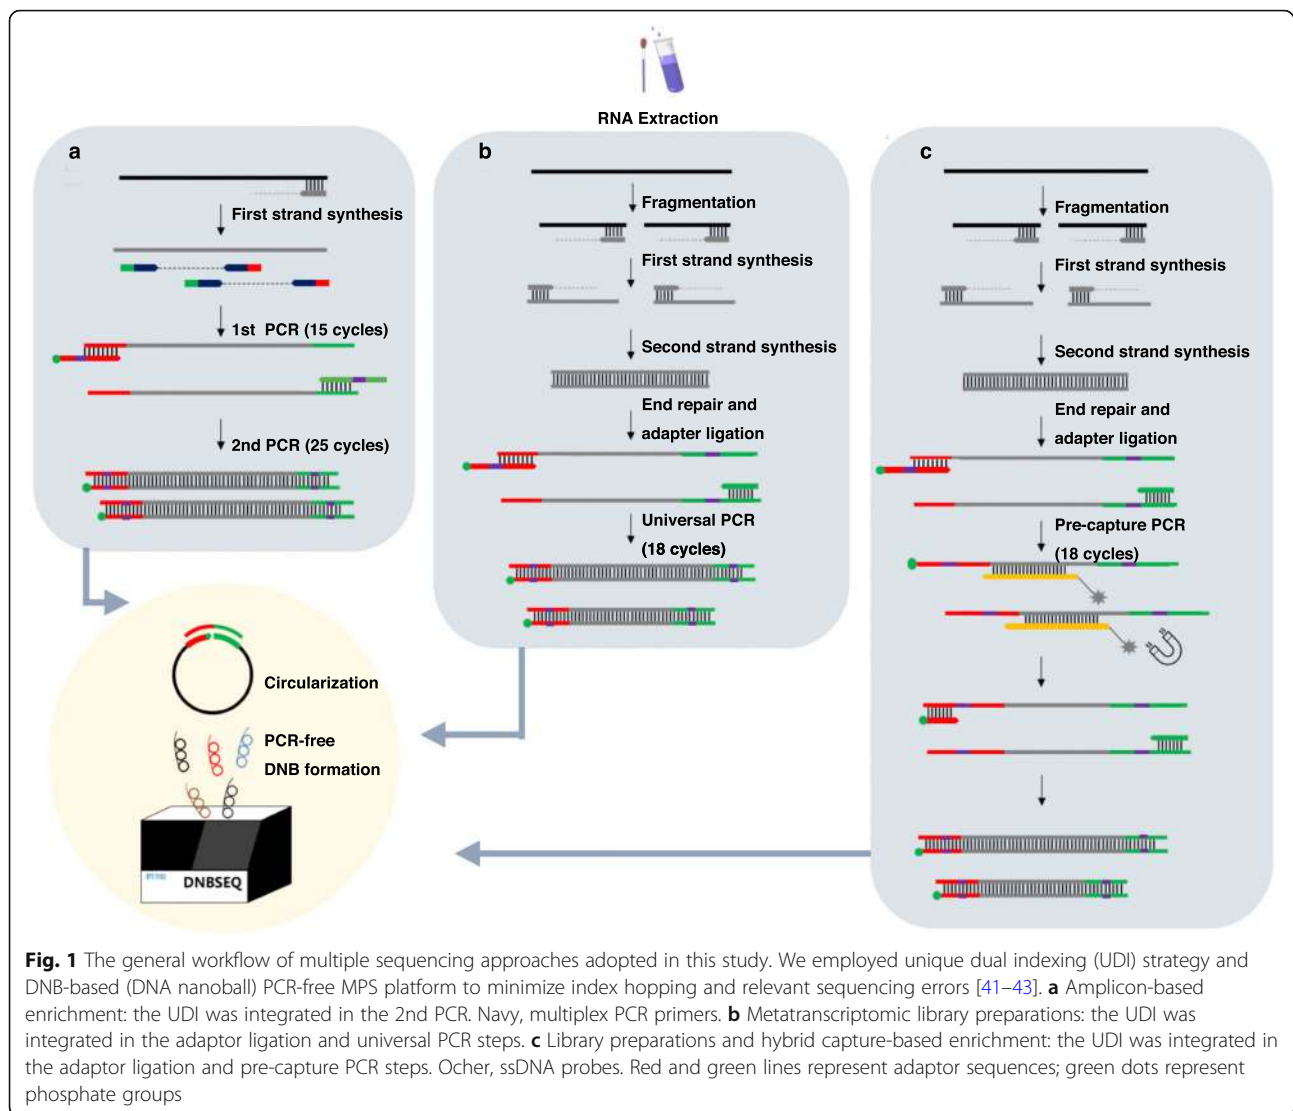 RNA Extraction
a
First strand synthesis
1st PCR (15 cycles)
2nd PCR (25 cycles)
b
Fragmentation
First strand synthesis
Second strand synthesis
End repair and
adapter ligation
Universal PCR
(18 cycles)
c
Fragmentation
First strand synthesis
Second strand synthesis
End repair and
adapter ligation
Pre-capture PCR
(18 cycles)
Circularization
PCR-free
DNB formation
DNBSEQ
Fig. 1 The general workflow of multiple sequencing approaches adopted in this study. We employed unique dual indexing (UDI) strategy and
DNB-based (DNA nanoball) PCR-free MPS platform to minimize index hopping and relevant sequencing errors [41–43]. a Amplicon-based
enrichment: the UDI was integrated in the 2nd PCR. Navy, multiplex PCR primers. b Metatranscriptomic library preparations: the UDI was
integrated in the adaptor ligation and universal PCR steps. c Library preparations and hybrid capture-based enrichment: the UDI was integrated in
the adaptor ligation and pre-capture PCR steps. Ocher, ssDNA probes. Red and green lines represent adaptor sequences; green dots represent
phosphate groups